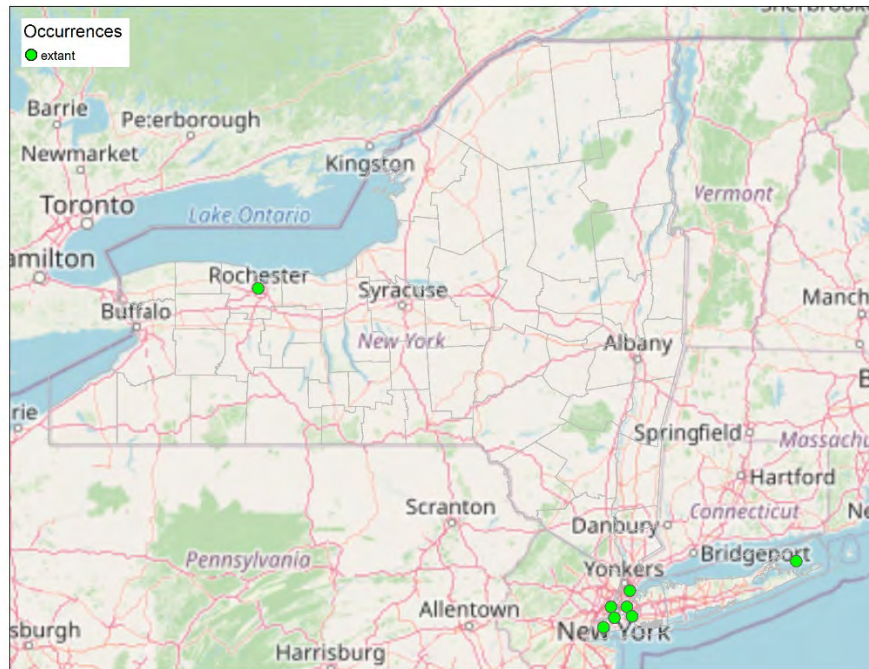 Occurrences
extant
Barrie
Peterborough
Newmarket
Kingston
Toronto
Lake Ontario
Vermont
amilton
Rochester
Syracuse
Manch
Buffalo
New York
Albany
rie
Springfield
Massachu
Hartford
Scranton
Connecticut
Ne
Danbury
Pennsylvania
Bridgeport
Yonkers
Allentown
New York
sburgh
Harrisburg